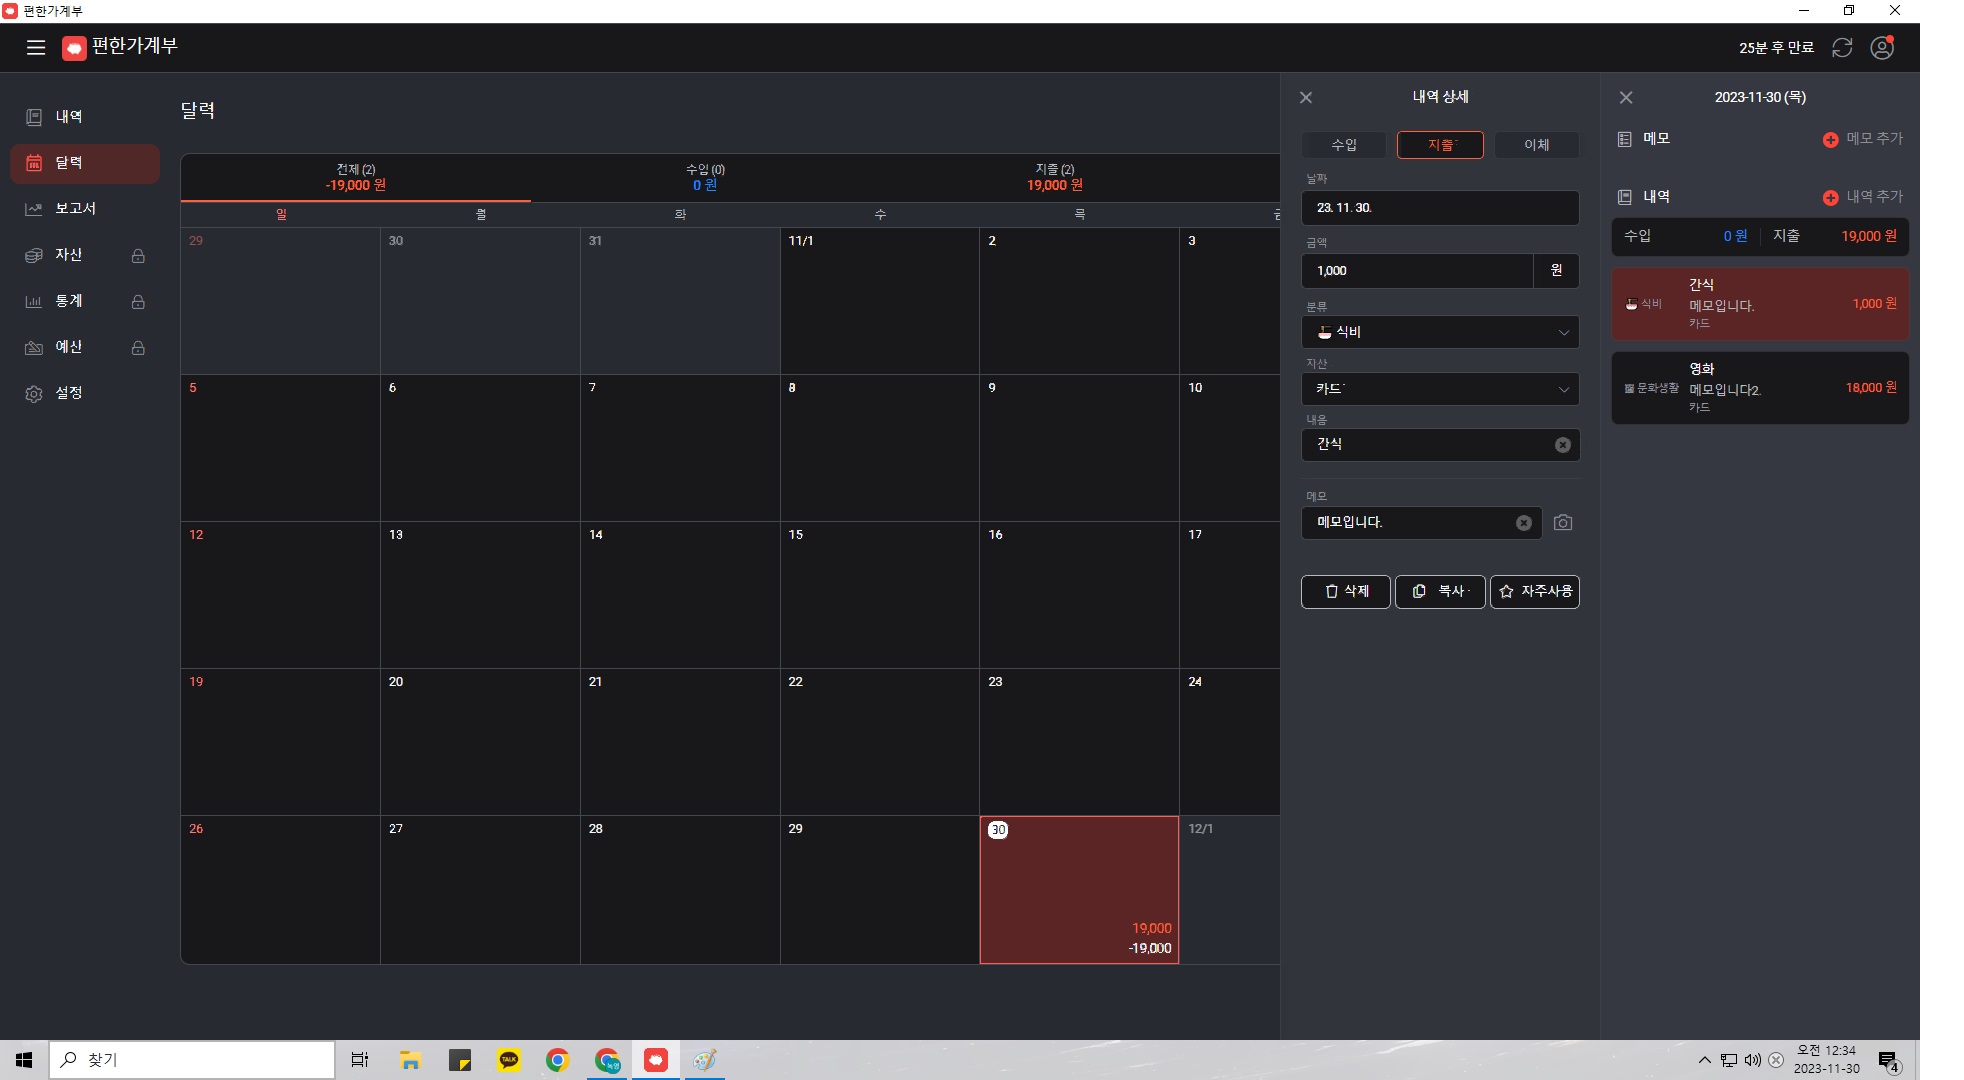 편한가계부
편한가계부
25분 후 만료
내역
달력
보고서
자산
통계
예산
설정
달력
전체 (2)
-19,000 원
수입 (0)
0 원
지출 (2)
19,000 원
일 월 화 수 목
29 30 31 11/1 2 3
5 6 7 8 9 10
12 13 14 15 16 17
19 20 21 22 23 24
26 27 28 29 30 12/1
19,000
-19,000
내역 상세
수입 지출 이체
날짜
23. 11. 30.
금액
1,000 원
분류
식비
자산
카드
내용
간식
메모
메모입니다.
삭제 복사 자주사용
2023-11-30 (목)
메모 메모 추가
내역 내역 추가
수입 0 원 지출 19,000 원
식비
간식
메모입니다.
카드
1,000 원
문화생활
영화
메모입니다2.
카드
18,000 원
찾기
TALK
오전 12:34
2023-11-30
4